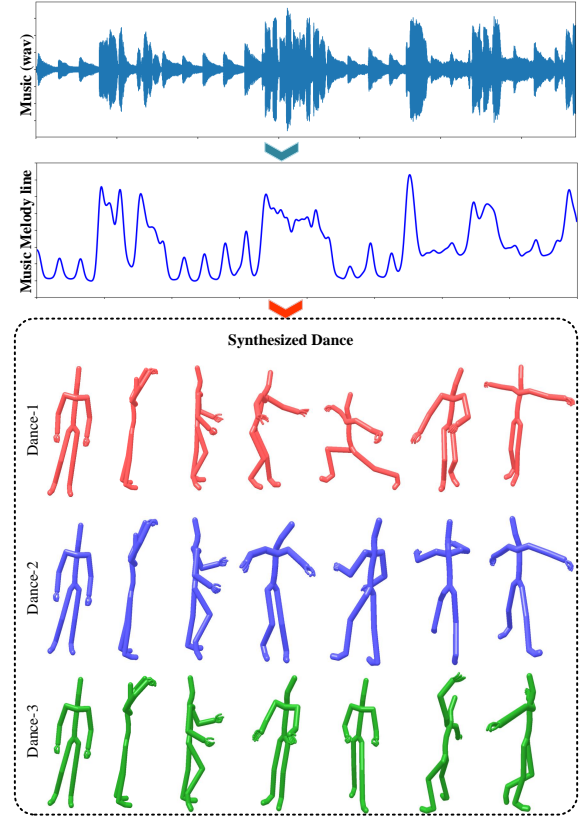 Music (wav)
Music Melody line
Synthesized Dance
Dance-1
Dance-2
Dance-3